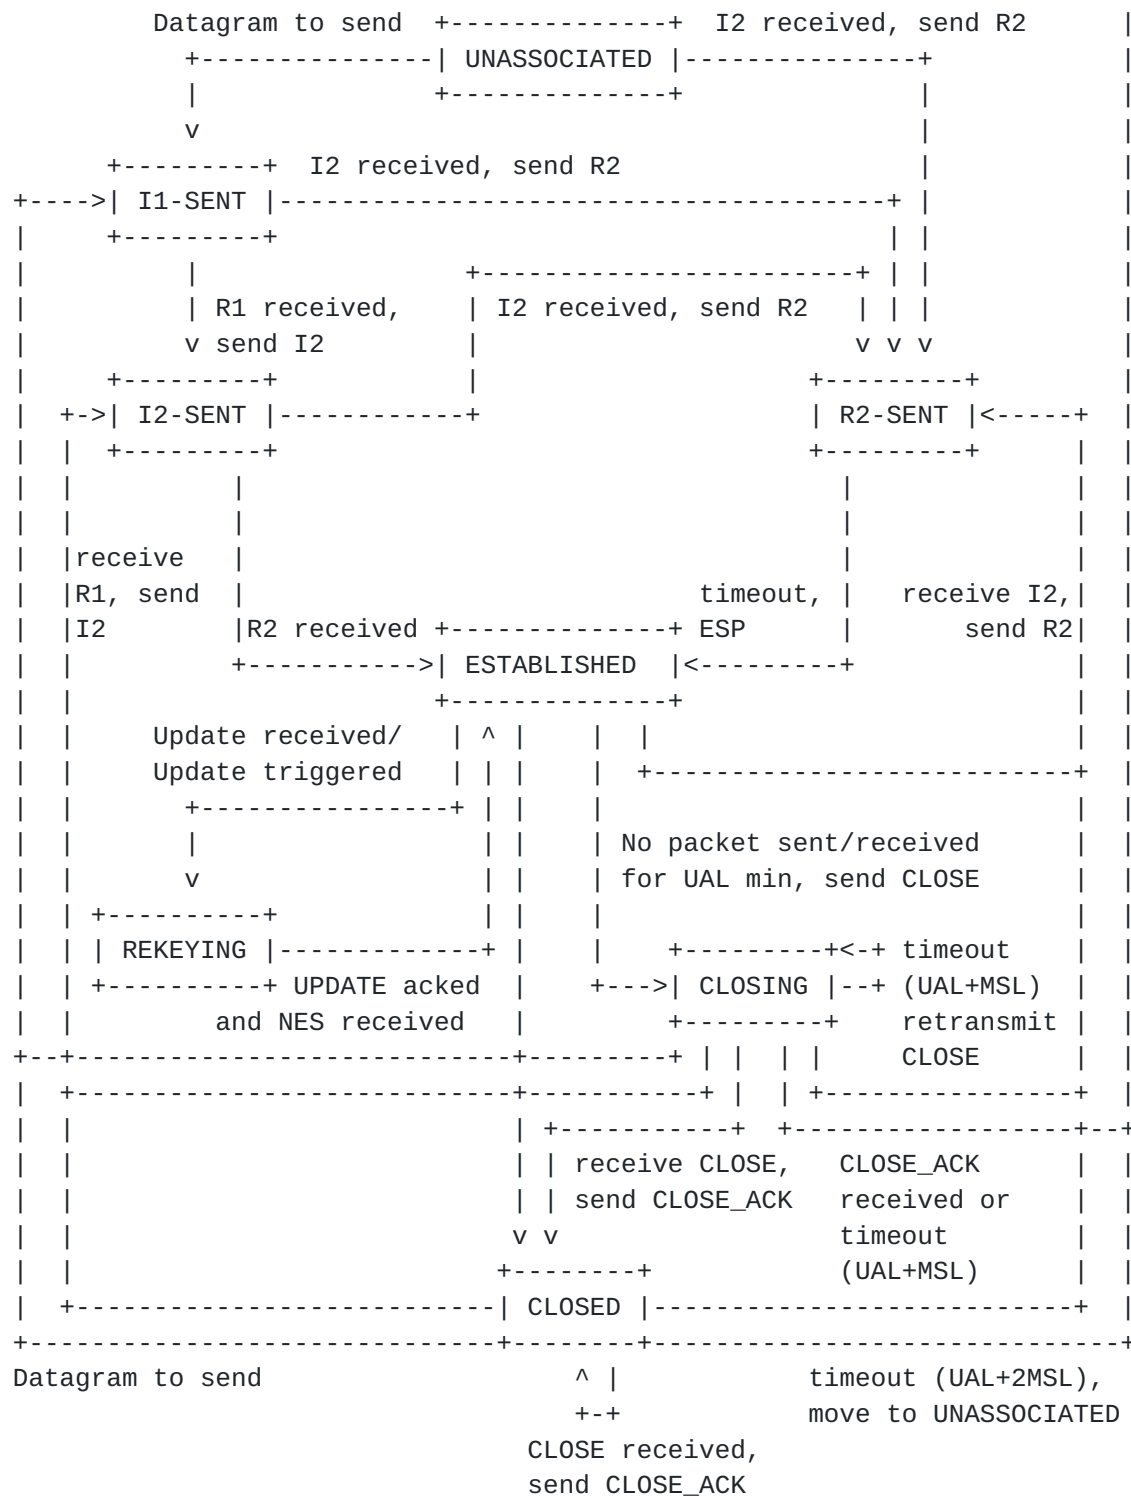 Datagram to send I2 received, send R2
UNASSOCIATED
I2 received, send R2
I1-SENT
R1 received, I2 received, send R2
send I2
I2-SENT R2-SENT
receive
R1, send timeout, receive I2,
I2 R2 received ESP send R2
ESTABLISHED
Update received/
Update triggered
No packet sent/received
for UAL min, send CLOSE
REKEYING timeout
UPDATE acked CLOSING (UAL+MSL)
and NES received retransmit
CLOSE
receive CLOSE, CLOSE_ACK
send CLOSE_ACK received or
timeout
(UAL+MSL)
CLOSED
Datagram to send timeout (UAL+2MSL),
move to UNASSOCIATED
CLOSE received,
send CLOSE_ACK